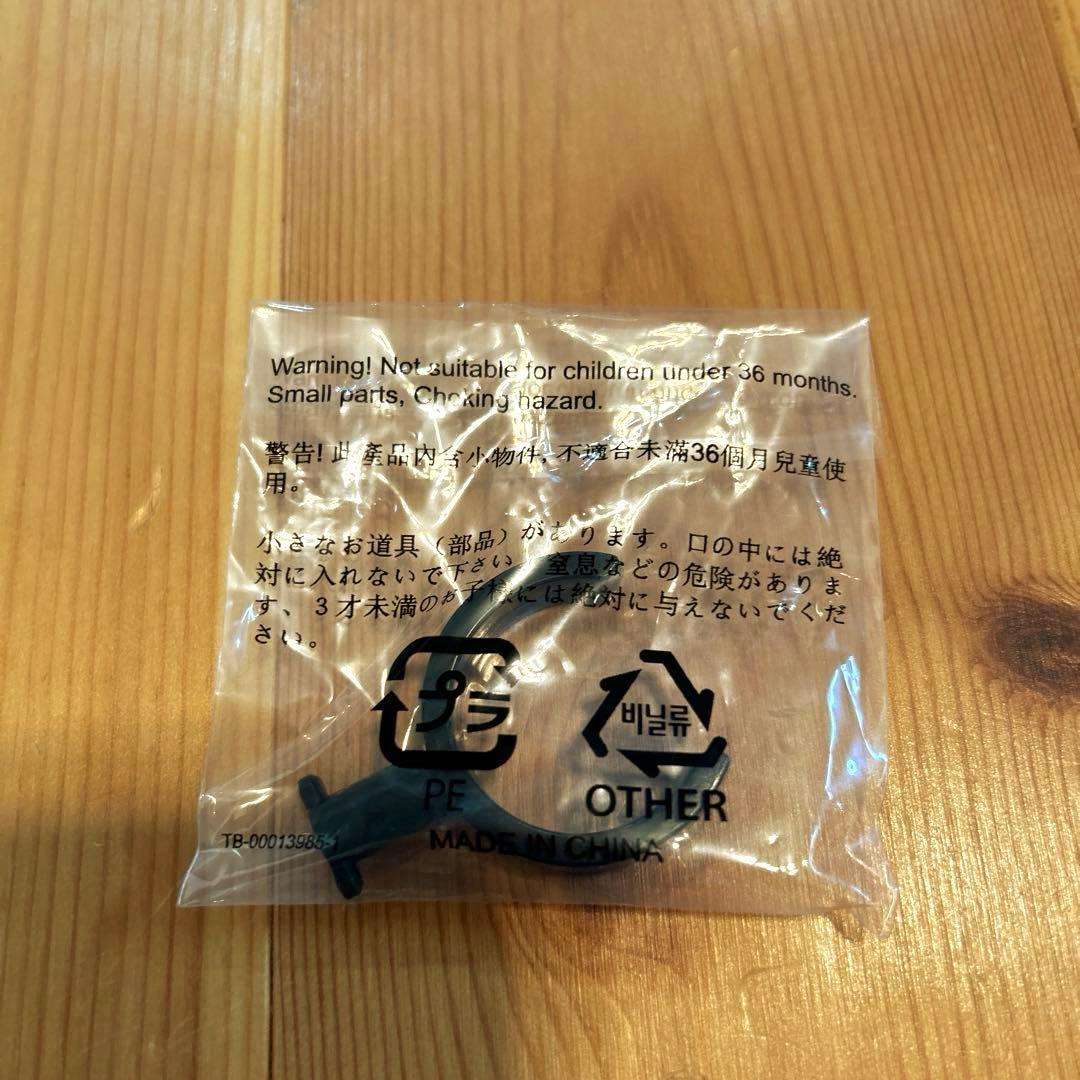 Warning! Not suitable for children under 36 months.
Small parts, Choking hazard.
警告! 此產品內含小物件, 不適合未滿36個月兒童使
用。
小さなお道具（部品）があります。口の中には絶
対に入れないで下さい。窒息などの危険がありま
す、3才未満のお子様には絶対に与えないでくだ
さい。
プラ
비닐류
PE
OTHER
TB-00013985-1
MADE IN CHINA